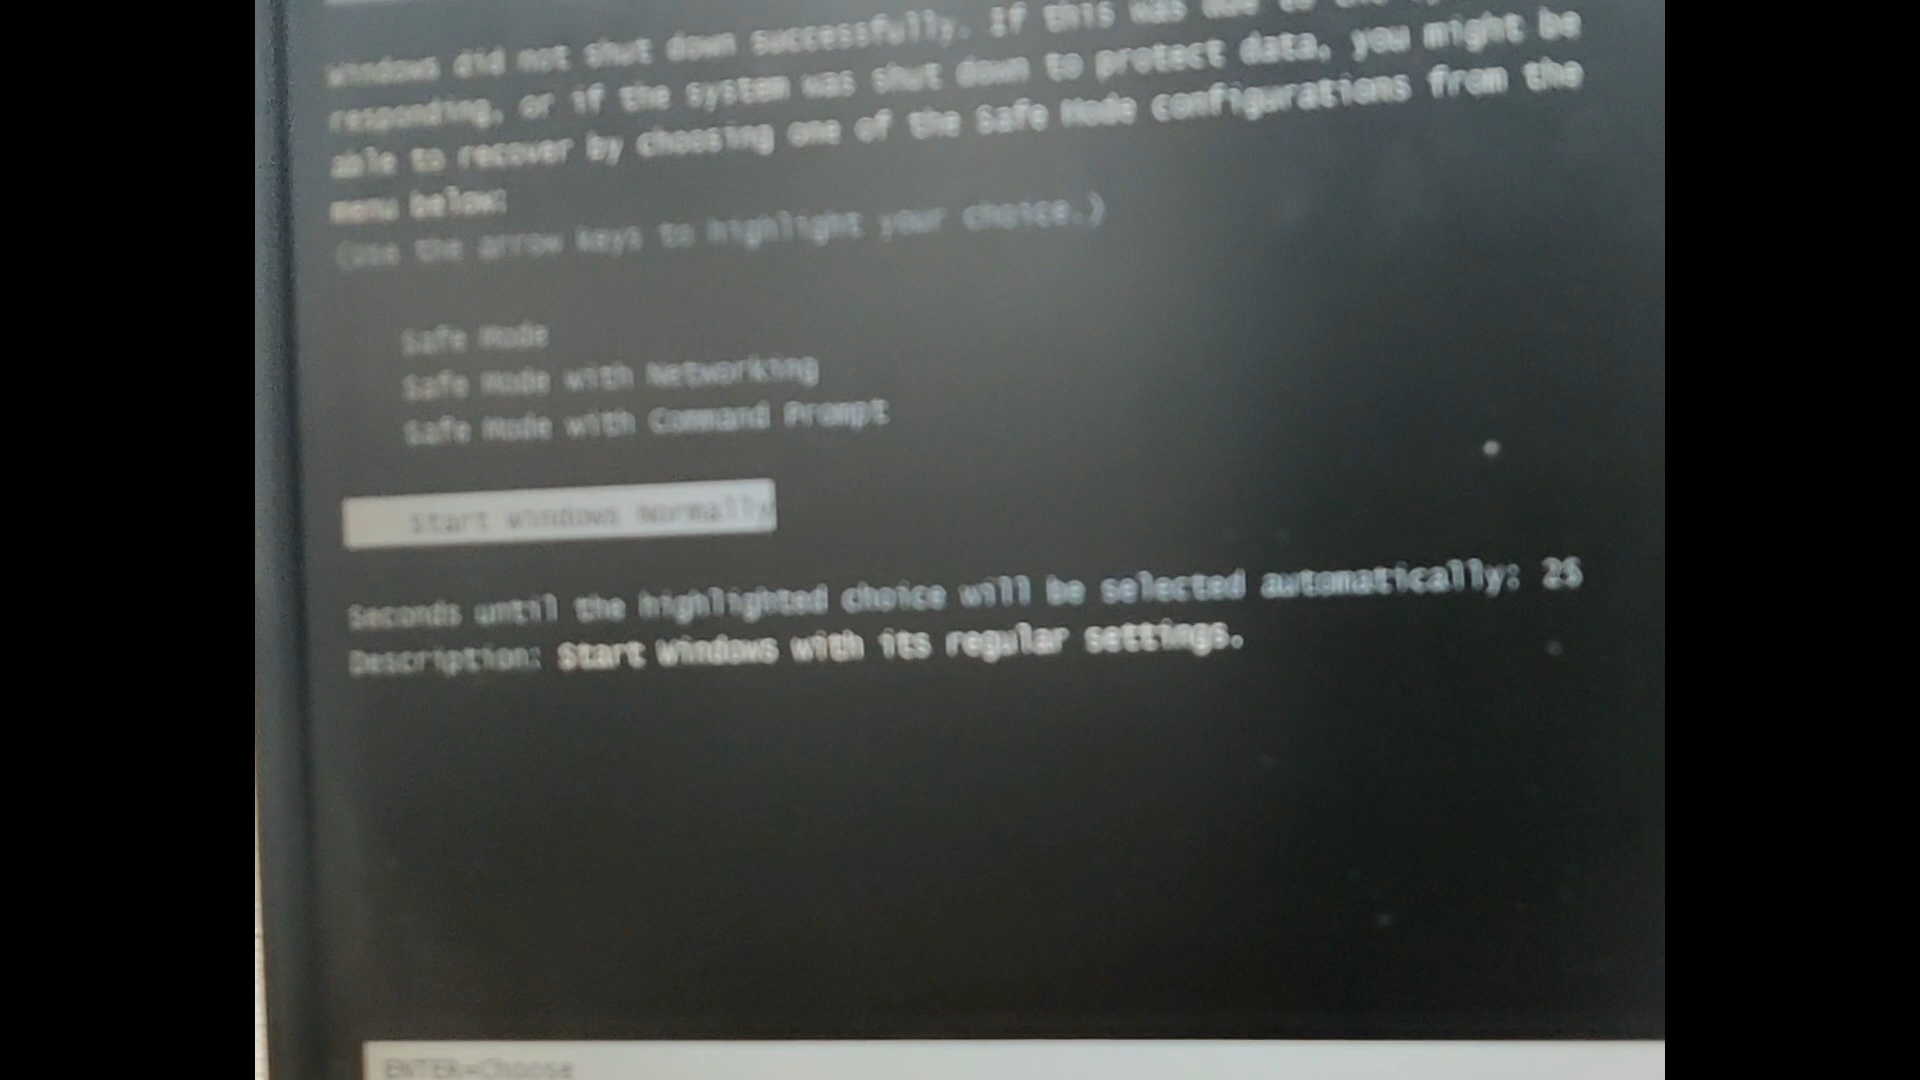 Windows did not shut down successfully. If this was due to the
responding, or if the system was shut down to protect data, you might be
able to recover by choosing one of the Safe Mode configurations from the
menu below:
(Use the arrow keys to highlight your choice.)
Safe Mode
Safe Mode with Networking
Safe Mode with Command Prompt
Start Windows Normally
Seconds until the highlighted choice will be selected automatically: 25
Description: Start Windows with its regular settings.
ENTER=Choose